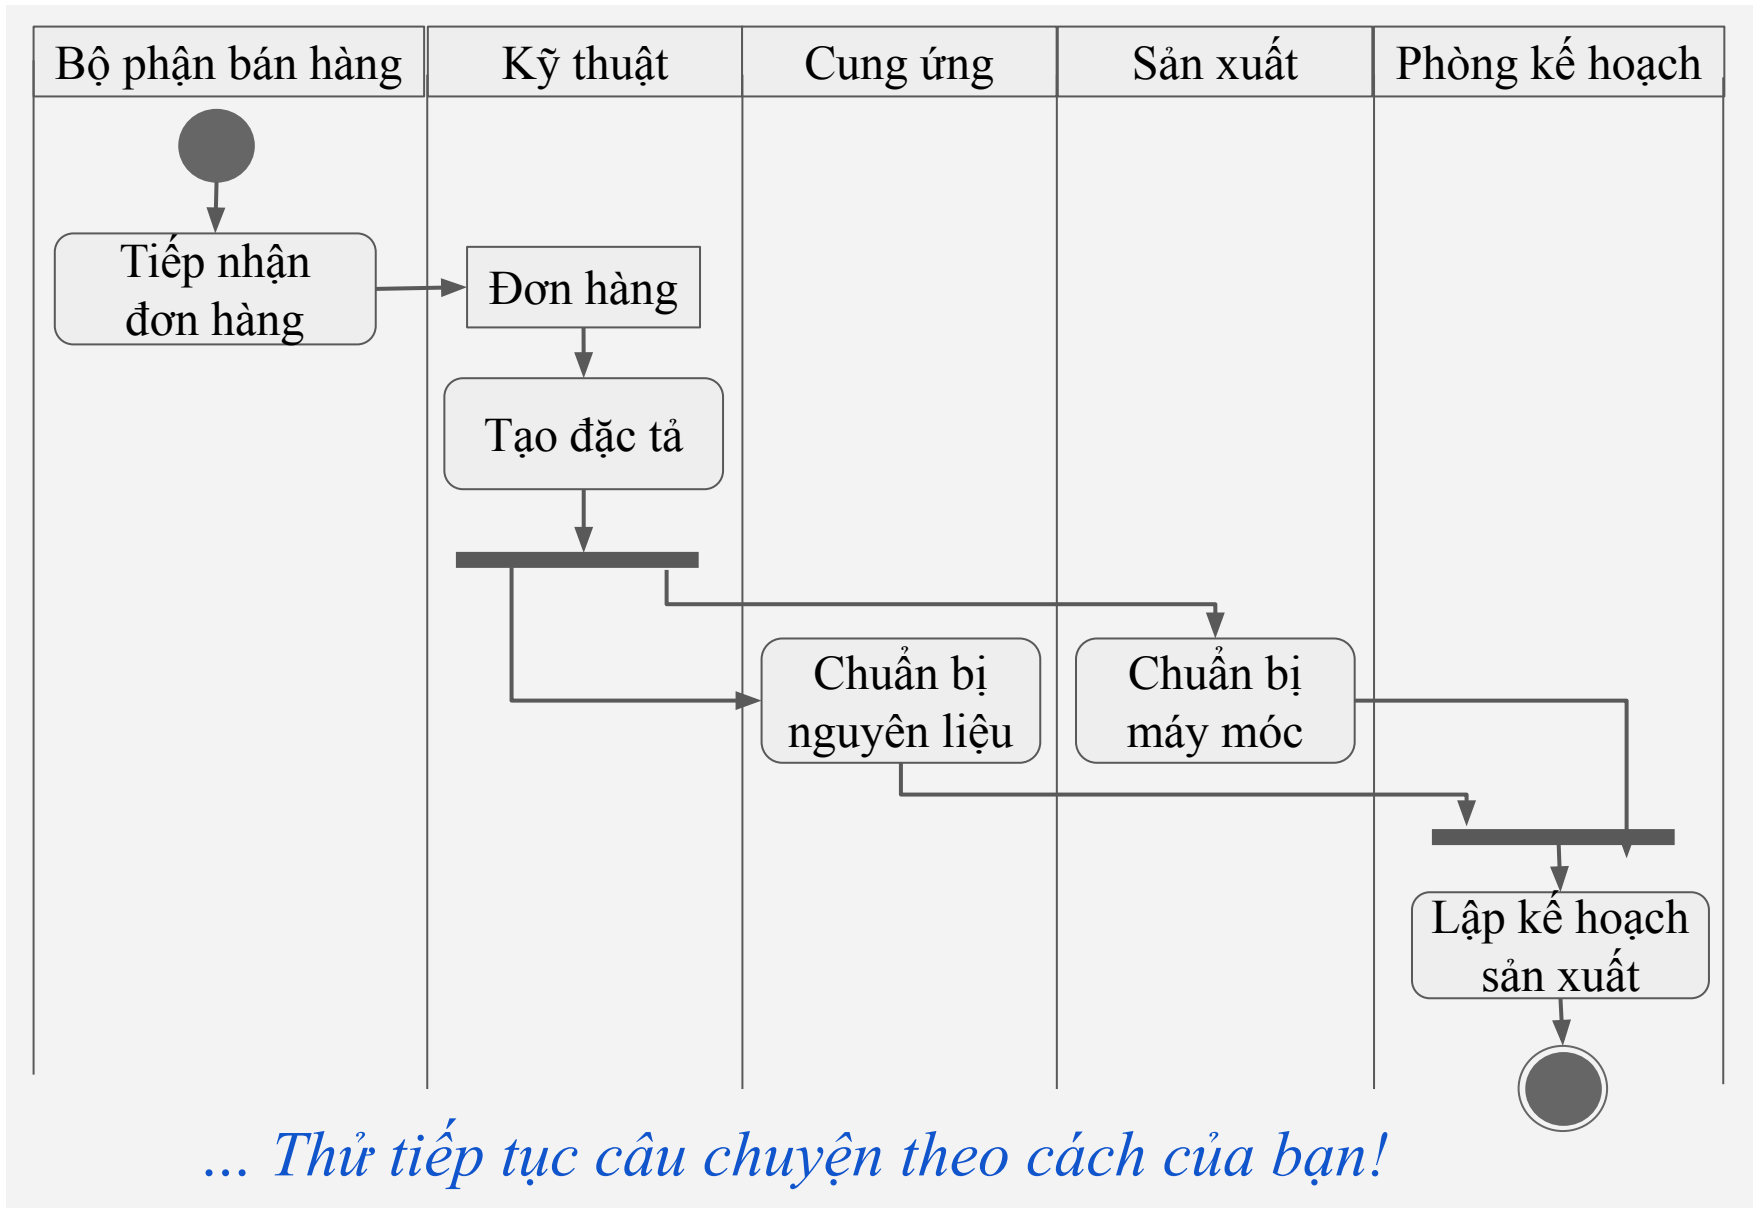 Bộ phận bán hàng
Kỹ thuật
Cung ứng
Sản xuất
Phòng kế hoạch
Tiếp nhận
đơn hàng
Đơn hàng
Tạo đặc tả
Chuẩn bị
nguyên liệu
Chuẩn bị
máy móc
Lập kế hoạch
sản xuất
... Thử tiếp tục câu chuyện theo cách của bạn!